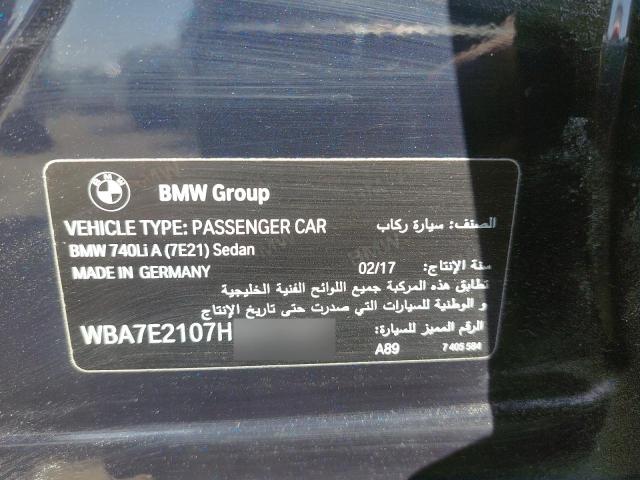 BMW
BMW Group
VEHICLE TYPE: PASSENGER CAR الصنف: سيارة ركاب
BMW 740Li A (7E21) Sedan
MADE IN GERMANY 02/17 سنة الإنتاج:
تطابق هذه المركبة جميع اللوائح الفنية الخليجية
و الوطنية للسيارات التي صدرت حتى تاريخ الإنتاج
WBA7E2107H الرقم المميز للسيارة:
A89 7 405 584